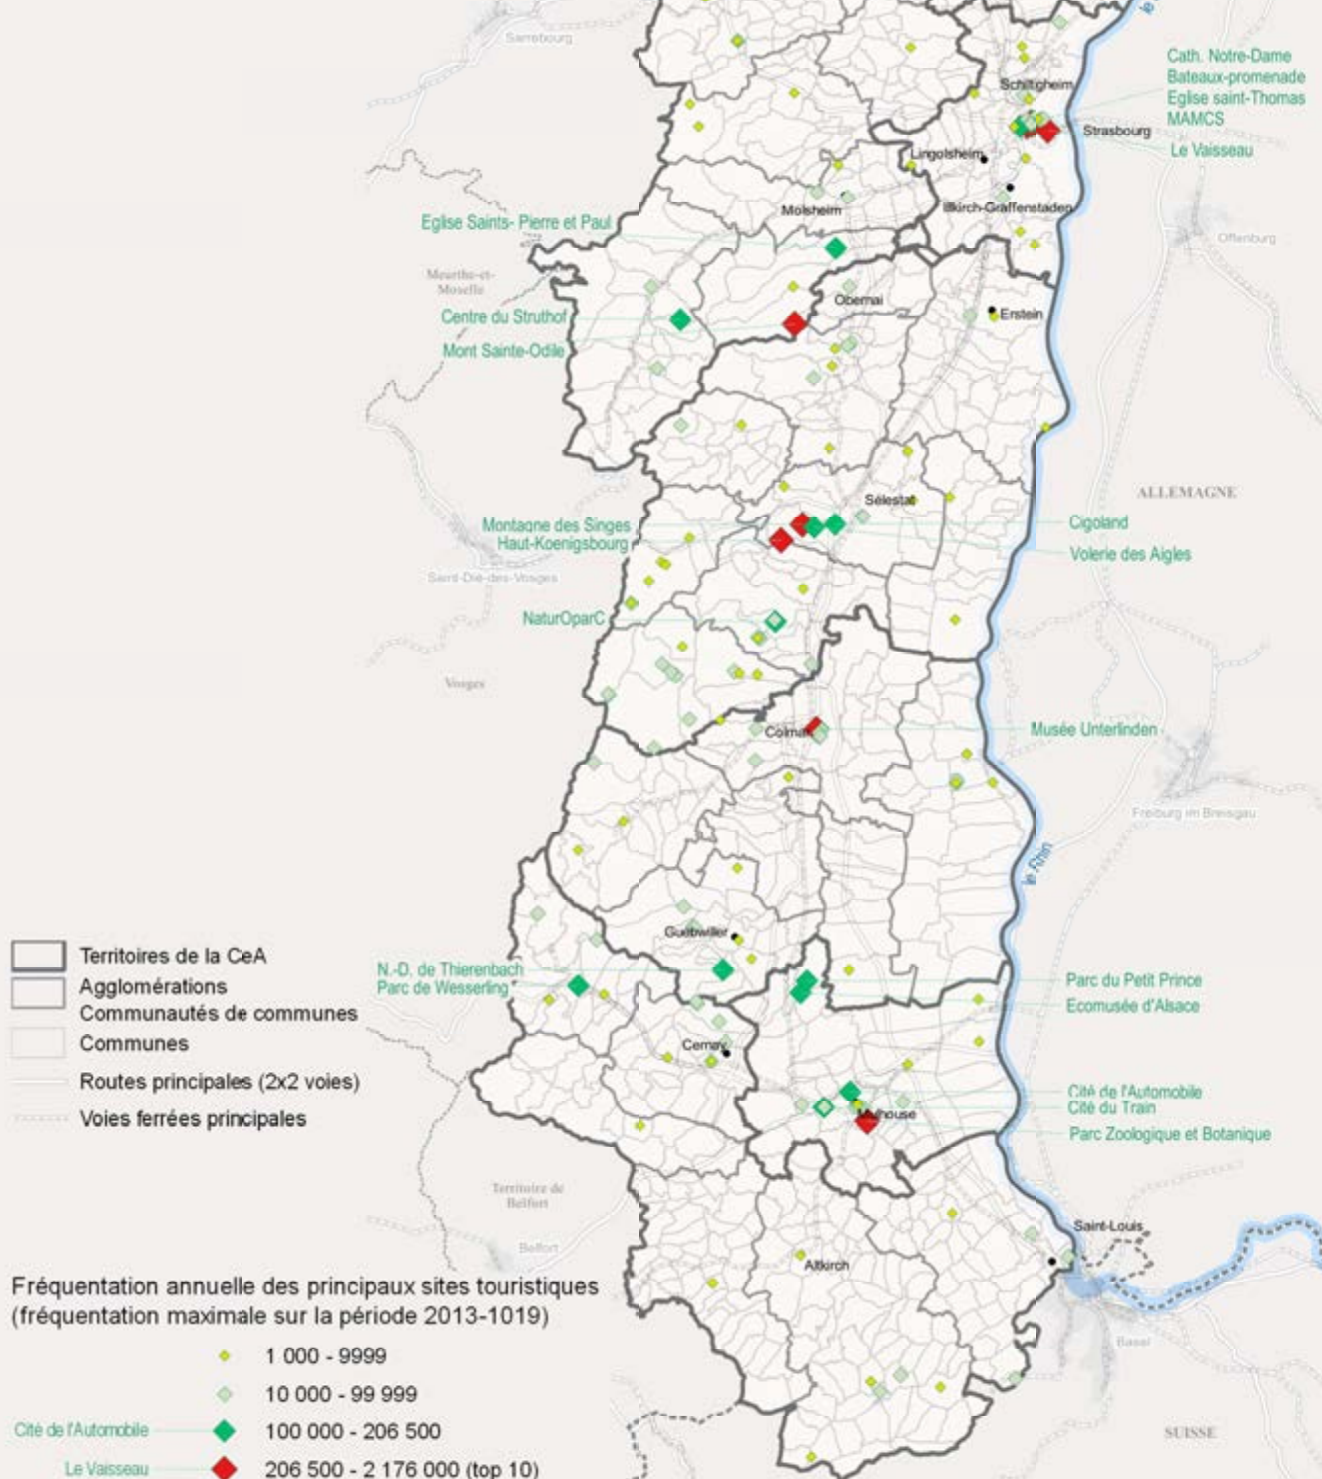 Sarrebourg
Schiltigheim
Cath. Notre-Dame
Bateaux-promenade
Eglise saint-Thomas
MAMCS
Strasbourg
Le Vaisseau
Lingolsheim
Molsheim
Illkirch-Graffenstaden
Eglise Saints- Pierre et Paul
Offenburg
Meurthe-et-
Moselle
Obernai
Centre du Struthof
Erstein
Mont Sainte-Odile
ALLEMAGNE
Sélestat
Montagne des Singes
Cigoland
Haut-Koenigsbourg
Volerie des Aigles
Saint-Dié-des-Vosges
NaturOparC
Vosges
Colmar
Musée Unterlinden
Freiburg im Breisgau
le Rhin
Guebwiller
Territoires de la CeA
Agglomérations
Communautés de communes
Communes
Routes principales (2x2 voies)
Voies ferrées principales
N.-D. de Thierenbach
Parc de Wesserling
Parc du Petit Prince
Ecomusée d'Alsace
Cernay
Cité de l'Automobile
Cité du Train
Mulhouse
Parc Zoologique et Botanique
Territoire de
Belfort
Belfort
Saint-Louis
Altkirch
Basel
SUISSE
Fréquentation annuelle des principaux sites touristiques
(fréquentation maximale sur la période 2013-1019)
1 000 - 9999
10 000 - 99 999
Cité de l'Automobile 100 000 - 206 500
Le Vaisseau 206 500 - 2 176 000 (top 10)